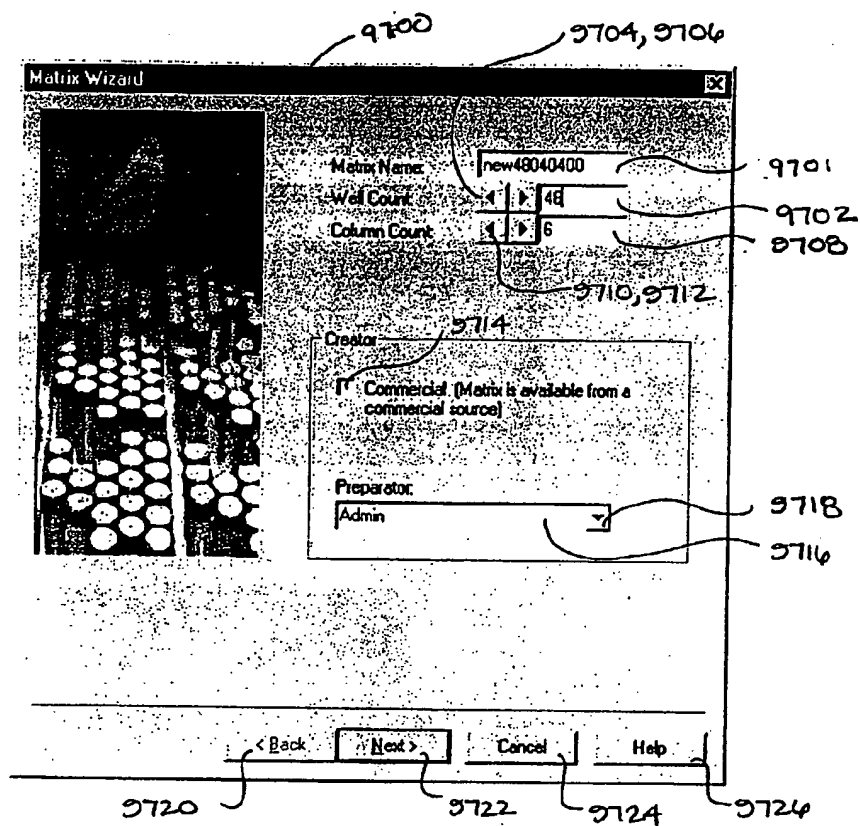 9700
9704, 9706
Matrix Wizard
Matrix Name: new48040400
9701
Well Count: 48
9702
Column Count: 6
9708
9710, 9712
9714
Creator
Commercial. (Matrix is available from a
commercial source)
Preparator:
Admin
9718
9716
< Back
Next >
Cancel
Help
9720
9722
9724
9726